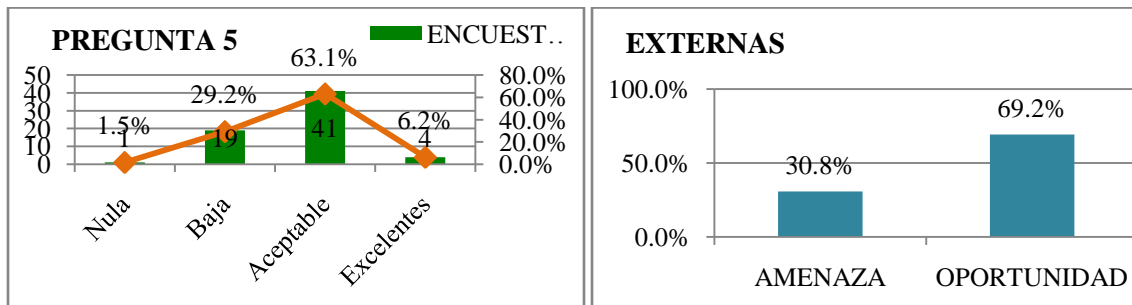 PREGUNTA 5
ENCUEST..
63.1%
50
40
30
20
10
0
80.0%
60.0%
40.0%
20.0%
0.0%
1.5%
29.2%
6.2%
1
19
41
4
Nula
Baja
Aceptable
Excelentes
EXTERNAS
100.0%
50.0%
0.0%
30.8%
69.2%
AMENAZA
OPORTUNIDAD